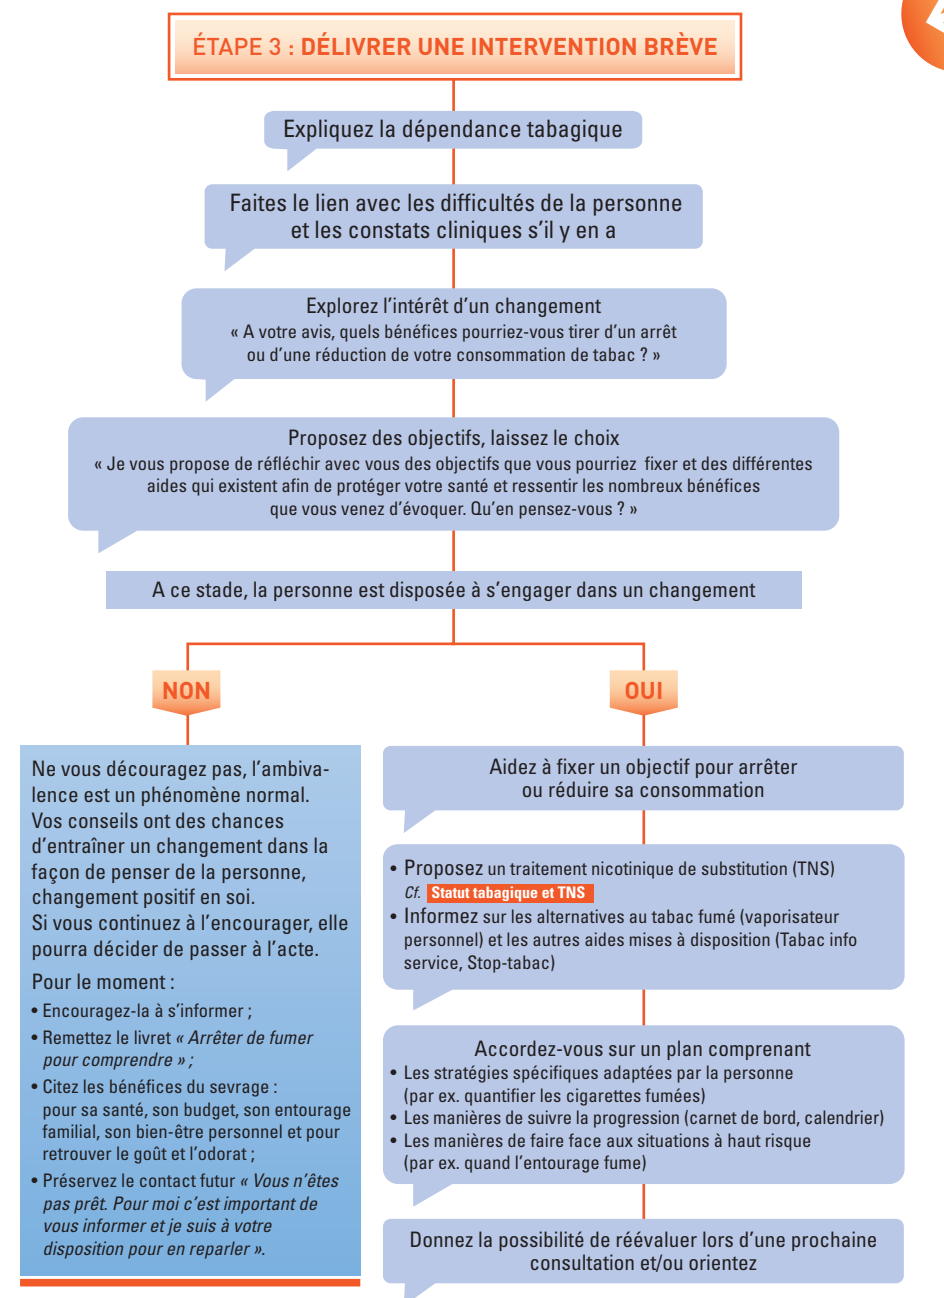 ÉTAPE 3 : DÉLIVRER UNE INTERVENTION BRÈVE
Expliquez la dépendance tabagique
Faites le lien avec les difficultés de la personne
et les constats cliniques s’il y en a
Explorez l’intérêt d’un changement
« A votre avis, quels bénéfices pourriez-vous tirer d’un arrêt
ou d’une réduction de votre consommation de tabac ? »
Proposez des objectifs, laissez le choix
« Je vous propose de réfléchir avec vous des objectifs que vous pourriez fixer et des différentes
aides qui existent afin de protéger votre santé et ressentir les nombreux bénéfices
que vous venez d’évoquer. Qu’en pensez-vous ? »
A ce stade, la personne est disposée à s’engager dans un changement
NON
Ne vous découragez pas, l’ambiva-
lence est un phénomène normal.
Vos conseils ont des chances
d’entraîner un changement dans la
façon de penser de la personne,
changement positif en soi.
Si vous continuez à l’encourager, elle
pourra décider de passer à l’acte.
Pour le moment :
• Encouragez-la à s’informer ;
• Remettez le livret « Arrêter de fumer
pour comprendre » ;
• Citez les bénéfices du sevrage :
pour sa santé, son budget, son entourage
familial, son bien-être personnel et pour
retrouver le goût et l’odorat ;
• Préservez le contact futur « Vous n’êtes
pas prêt. Pour moi c’est important de
vous informer et je suis à votre
disposition pour en reparler ».
OUI
Aidez à fixer un objectif pour arrêter
ou réduire sa consommation
• Proposez un traitement nicotinique de substitution (TNS)
Cf. Statut tabagique et TNS
• Informez sur les alternatives au tabac fumé (vaporisateur
personnel) et les autres aides mises à disposition (Tabac info
service, Stop-tabac)
Accordez-vous sur un plan comprenant
• Les stratégies spécifiques adaptées par la personne
(par ex. quantifier les cigarettes fumées)
• Les manières de suivre la progression (carnet de bord, calendrier)
• Les manières de faire face aux situations à haut risque
(par ex. quand l’entourage fume)
Donnez la possibilité de réévaluer lors d’une prochaine
consultation et/ou orientez